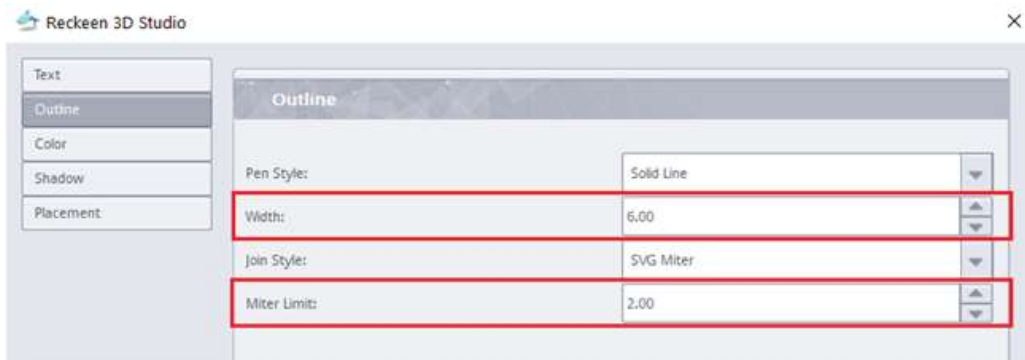 Reckeen 3D Studio
Text
Outline
Color
Shadow
Placement
Outline
Pen Style: Solid Line
Width: 6.00
Join Style: SVG Miter
Miter Limit: 2.00